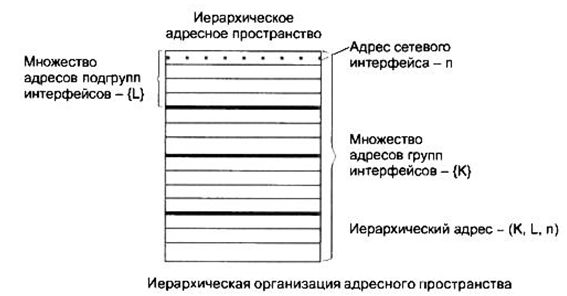 Иерархическое
адресное пространство
Множество
адресов подгрупп
интерфейсов – {L}
Адрес сетевого
интерфейса – n
Множество
адресов групп
интерфейсов – {K}
Иерархический адрес – (K, L, n)
Иерархическая организация адресного пространства